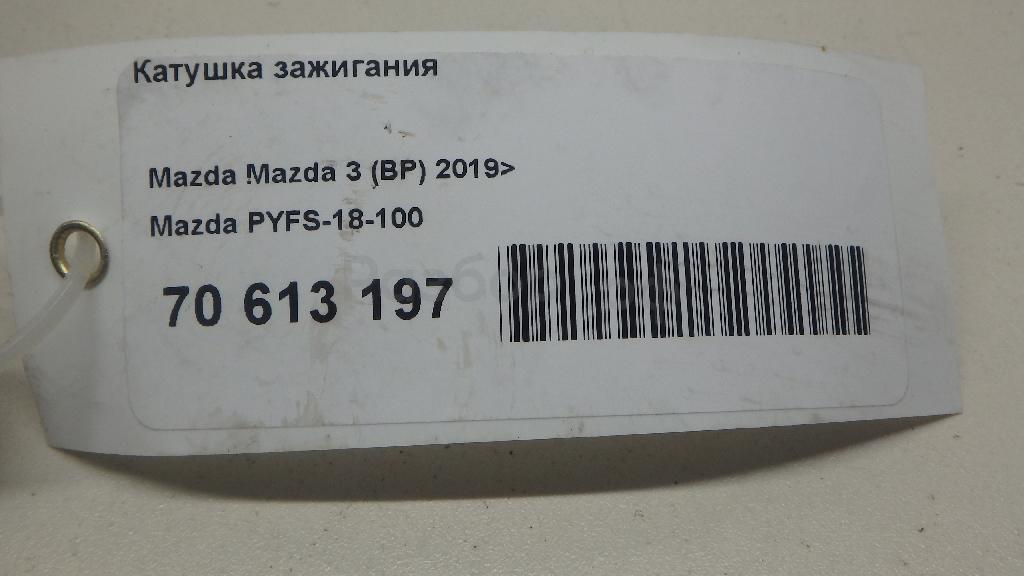 Катушка зажигания
Mazda Mazda 3 (BP) 2019>
Mazda PYFS-18-100
70 613 197